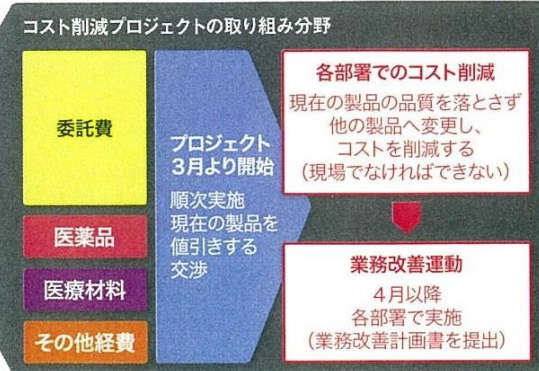 コスト削減プロジェクトの取り組み分野
委託費
医薬品
医療材料
その他経費
プロジェクト
3月より開始
順次実施
現在の製品を
値引きする
交渉
各部署でのコスト削減
現在の製品の品質を落とさず
他の製品へ変更し、
コストを削減する
(現場でなければできない)
業務改善運動
4月以降
各部署で実施
(業務改善計画書を提出)